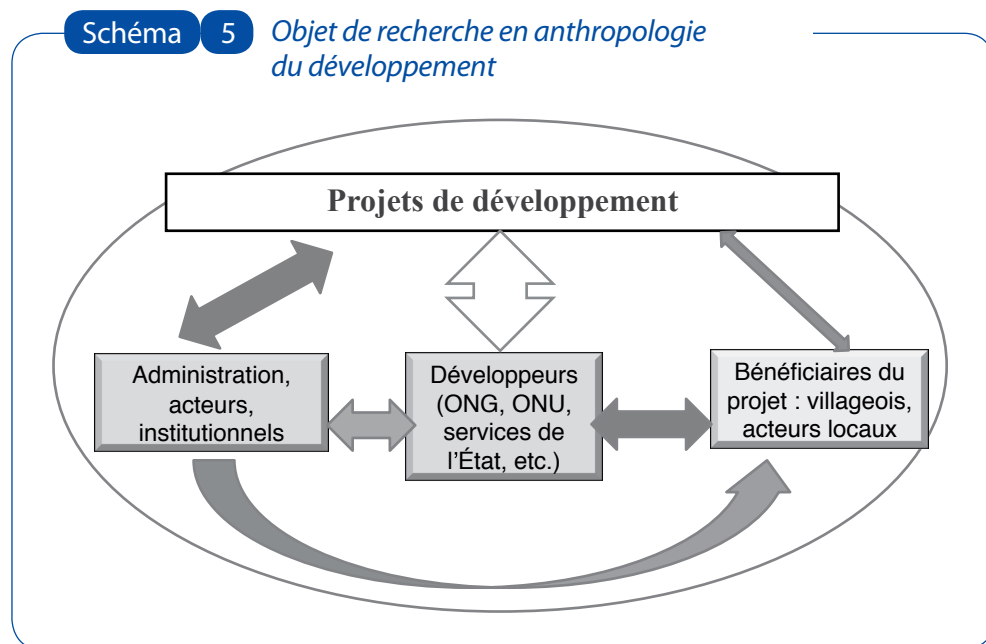 Schéma 5 Objet de recherche en anthropologie
du développement
Projets de développement
Administration,
acteurs,
institutionnels
Développeurs
(ONG, ONU,
services de
l'État, etc.)
Bénéficiaires du
projet : villageois,
acteurs locaux